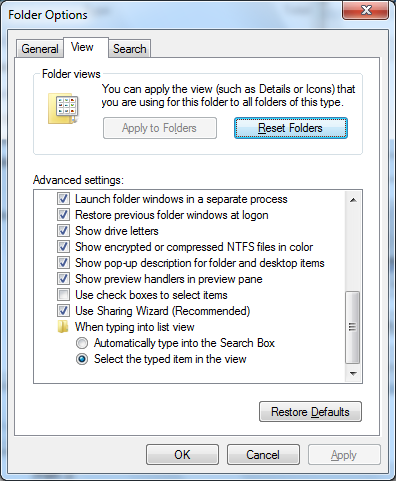 Folder Options
General View Search
Folder views
You can apply the view (such as Details or Icons) that
you are using for this folder to all folders of this type.
Apply to Folders Reset Folders
Advanced settings:
Launch folder windows in a separate process
Restore previous folder windows at logon
Show drive letters
Show encrypted or compressed NTFS files in color
Show pop-up description for folder and desktop items
Show preview handlers in preview pane
Use check boxes to select items
Use Sharing Wizard (Recommended)
When typing into list view
Automatically type into the Search Box
Select the typed item in the view
Restore Defaults
OK Cancel Apply